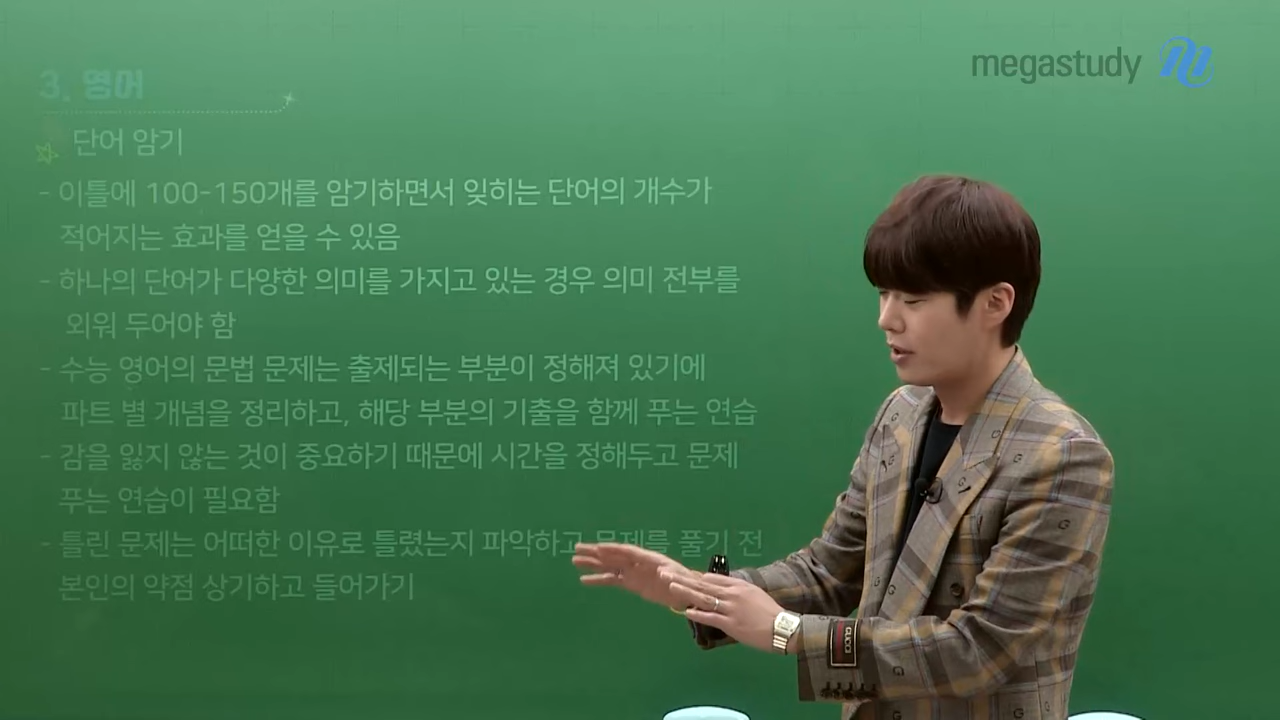 megastudy
3. 영어
단어 암기
- 이틀에 100-150개를 암기하면서 잊히는 단어의 개수가
적어지는 효과를 얻을 수 있음
- 하나의 단어가 다양한 의미를 가지고 있는 경우 의미 전부를
외워 두어야 함
- 수능 영어의 문법 문제는 출제되는 부분이 정해져 있기에
파트 별 개념을 정리하고, 해당 부분의 기출을 함께 푸는 연습
- 감을 잃지 않는 것이 중요하기 때문에 시간을 정해두고 문제
푸는 연습이 필요함
- 틀린 문제는 어떠한 이유로 틀렸는지 파악하고 문제를 풀기 전
본인의 약점 상기하고 들어가기
GUCCI